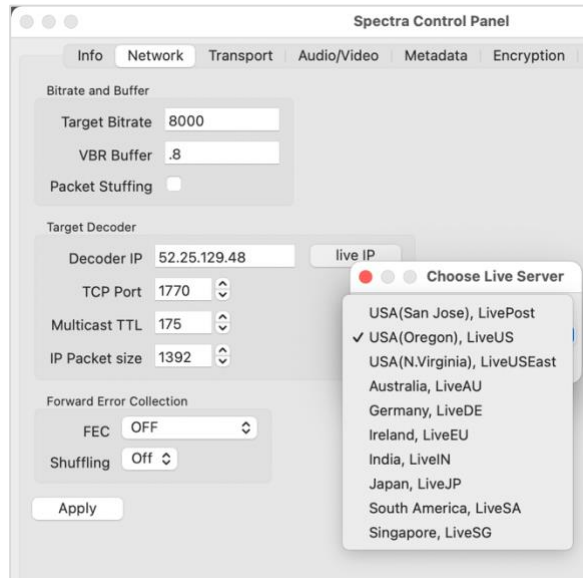 Spectra Control Panel
Info Network Transport Audio/Video Metadata Encryption
Bitrate and Buffer
Target Bitrate 8000
VBR Buffer .8
Packet Stuffing
Target Decoder
Decoder IP 52.25.129.48 live IP
TCP Port 1770
Multicast TTL 175
IP Packet size 1392
Forward Error Collection
FEC OFF
Shuffling Off
Apply
Choose Live Server
USA(San Jose), LivePost
✓ USA(Oregon), LiveUS
USA(N.Virginia), LiveUSEast
Australia, LiveAU
Germany, LiveDE
Ireland, LiveEU
India, LiveIN
Japan, LiveJP
South America, LiveSA
Singapore, LiveSG